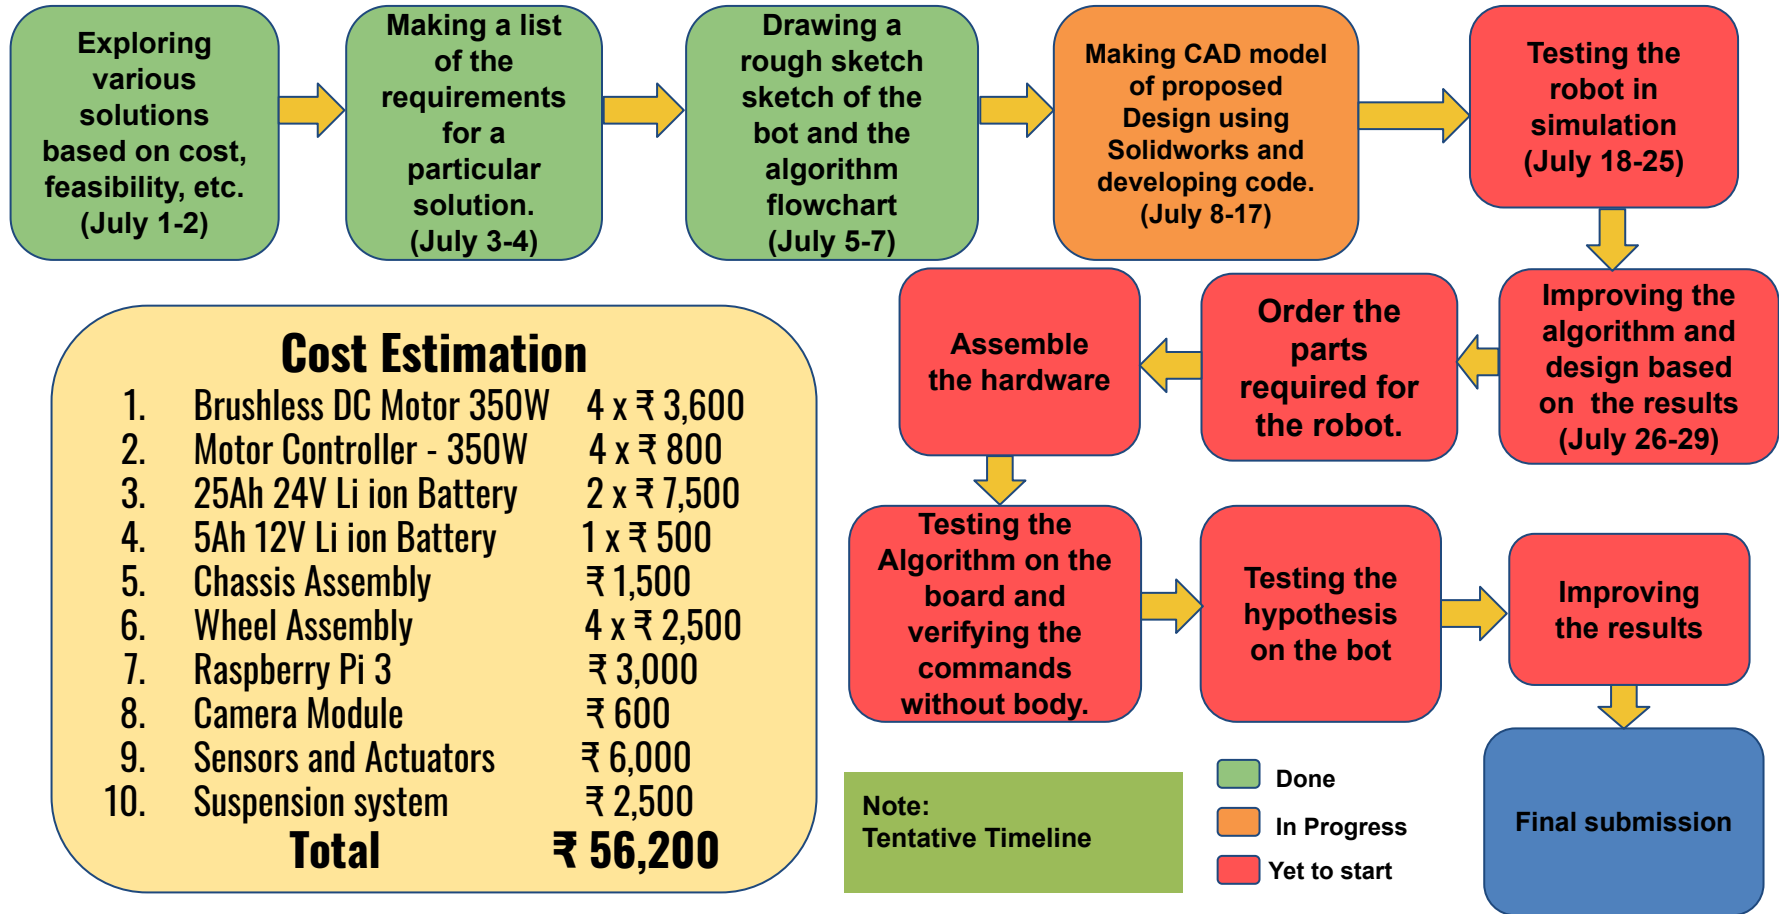 Exploring
various
solutions
based on cost,
feasibility, etc.
(July 1-2)
Making a list
of the
requirements
for a
particular
solution.
(July 3-4)
Drawing a
rough sketch
sketch of the
bot and the
algorithm
flowchart
(July 5-7)
Making CAD model
of proposed
Design using
Solidworks and
developing code.
(July 8-17)
Testing the
robot in
simulation
(July 18-25)
Improving the
algorithm and
design based
on the results
(July 26-29)
Order the
parts
required for
the robot.
Assemble
the hardware
Testing the
Algorithm on the
board and
verifying the
commands
without body.
Testing the
hypothesis
on the bot
Improving
the results
Final submission
Cost Estimation
1. Brushless DC Motor 350W 4 x ₹ 3,600
2. Motor Controller - 350W 4 x ₹ 800
3. 25Ah 24V Li ion Battery 2 x ₹ 7,500
4. 5Ah 12V Li ion Battery 1 x ₹ 500
5. Chassis Assembly ₹ 1,500
6. Wheel Assembly 4 x ₹ 2,500
7. Raspberry Pi 3 ₹ 3,000
8. Camera Module ₹ 600
9. Sensors and Actuators ₹ 6,000
10. Suspension system ₹ 2,500
Total ₹ 56,200
Note:
Tentative Timeline
Done
In Progress
Yet to start